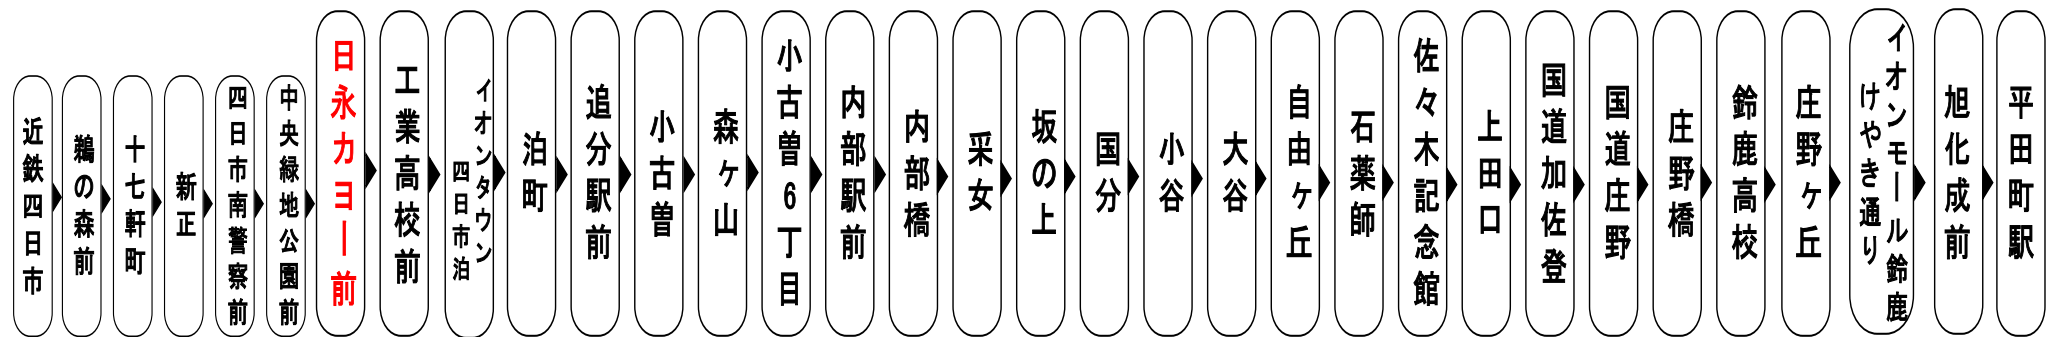 近鉄四日市
鵜の森前
十七軒町
新正
四日市南警察前
中央緑地公園前
日永カヨー前
工業高校前
イオンタウン
四日市泊
泊町
追分駅前
小古曽
森ヶ山
小古曽6丁目
内部駅前
内部橋
采女
坂の上
国分
小谷
大谷
自由ヶ丘
石薬師
佐々木記念館
上田口
国道加佐登
国道庄野
庄野橋
鈴鹿高校
庄野ヶ丘
イオンモール鈴鹿
けやき通り
旭化成前
平田町駅